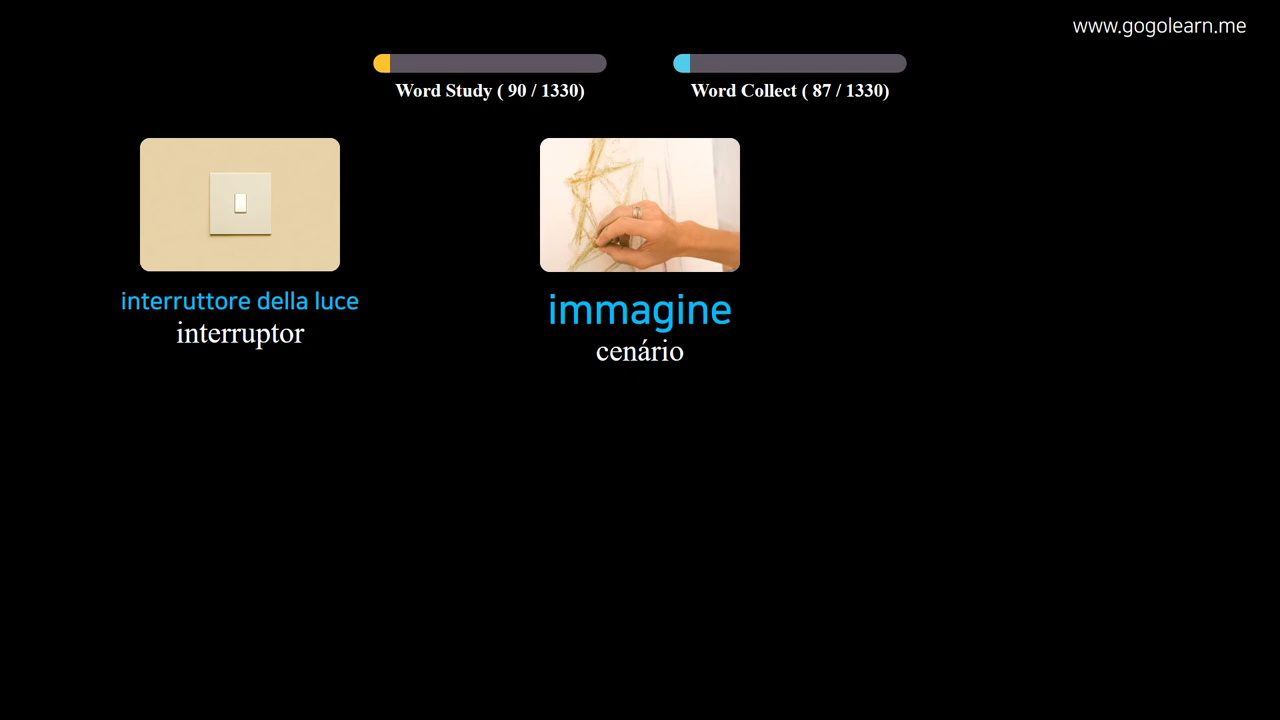 www.gogolearn.me
Word Study ( 90 / 1330)
Word Collect ( 87 / 1330)
interruttore della luce
interruptor
immagine
cenário